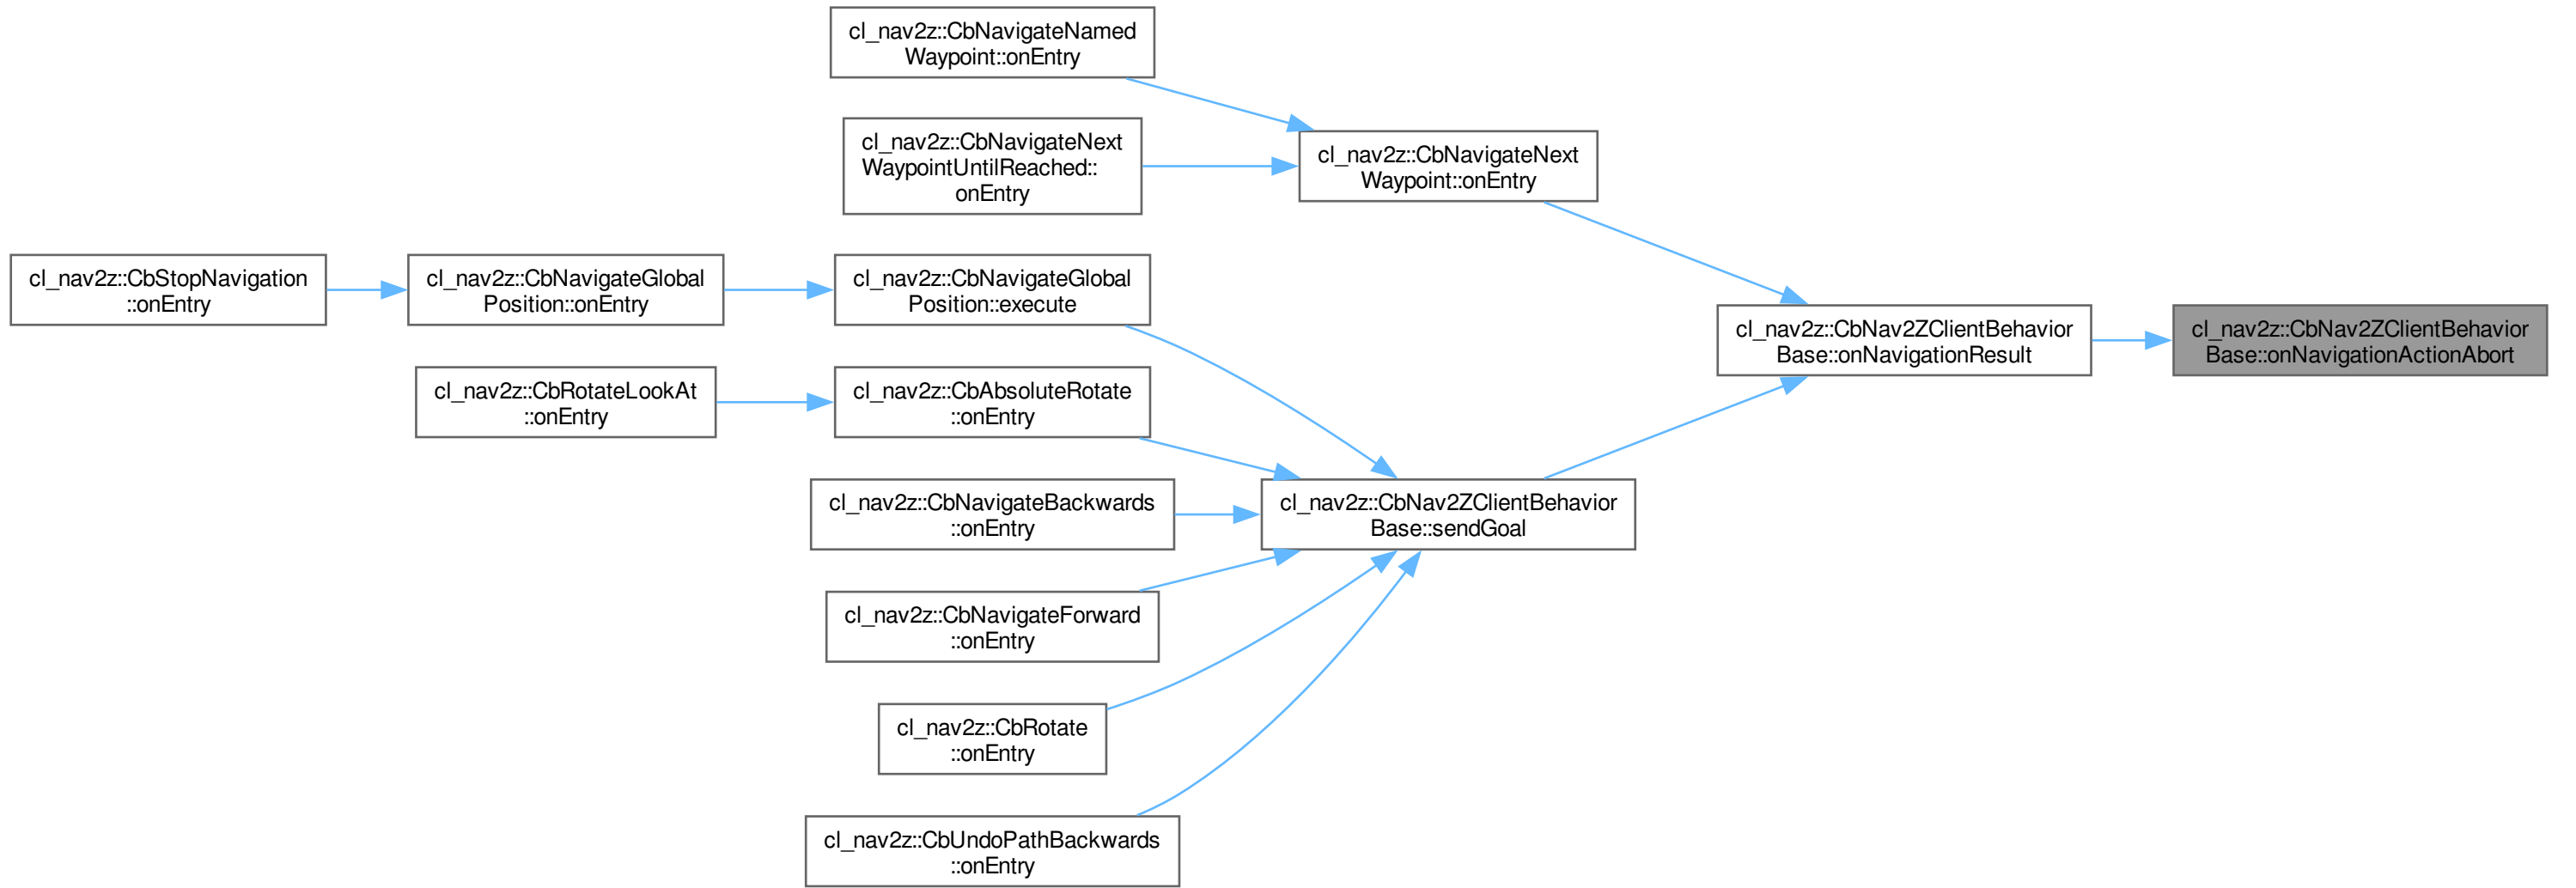 cl_nav2z::CbNavigateNamed
Waypoint::onEntry
cl_nav2z::CbNavigateNext
WaypointUntilReached::
onEntry
cl_nav2z::CbNavigateNext
Waypoint::onEntry
cl_nav2z::CbStopNavigation
::onEntry
cl_nav2z::CbNavigateGlobal
Position::onEntry
cl_nav2z::CbNavigateGlobal
Position::execute
cl_nav2z::CbNav2ZClientBehavior
Base::onNavigationResult
cl_nav2z::CbNav2ZClientBehavior
Base::onNavigationActionAbort
cl_nav2z::CbRotateLookAt
::onEntry
cl_nav2z::CbAbsoluteRotate
::onEntry
cl_nav2z::CbNavigateBackwards
::onEntry
cl_nav2z::CbNav2ZClientBehavior
Base::sendGoal
cl_nav2z::CbNavigateForward
::onEntry
cl_nav2z::CbRotate
::onEntry
cl_nav2z::CbUndoPathBackwards
::onEntry